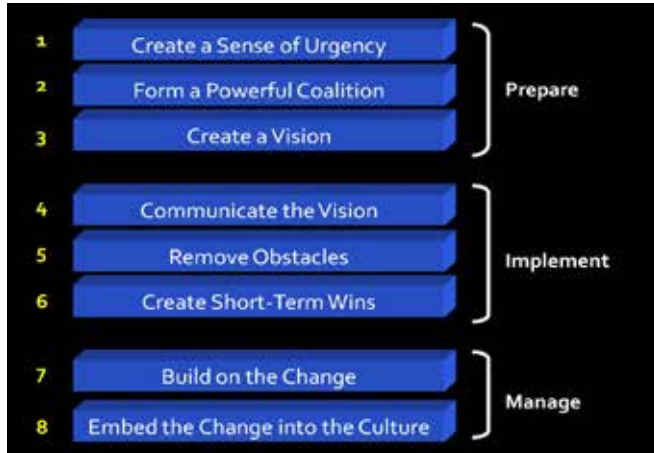 1 Create a Sense of Urgency
2 Form a Powerful Coalition
3 Create a Vision
Prepare
4 Communicate the Vision
5 Remove Obstacles
6 Create Short-Term Wins
Implement
7 Build on the Change
8 Embed the Change into the Culture
Manage